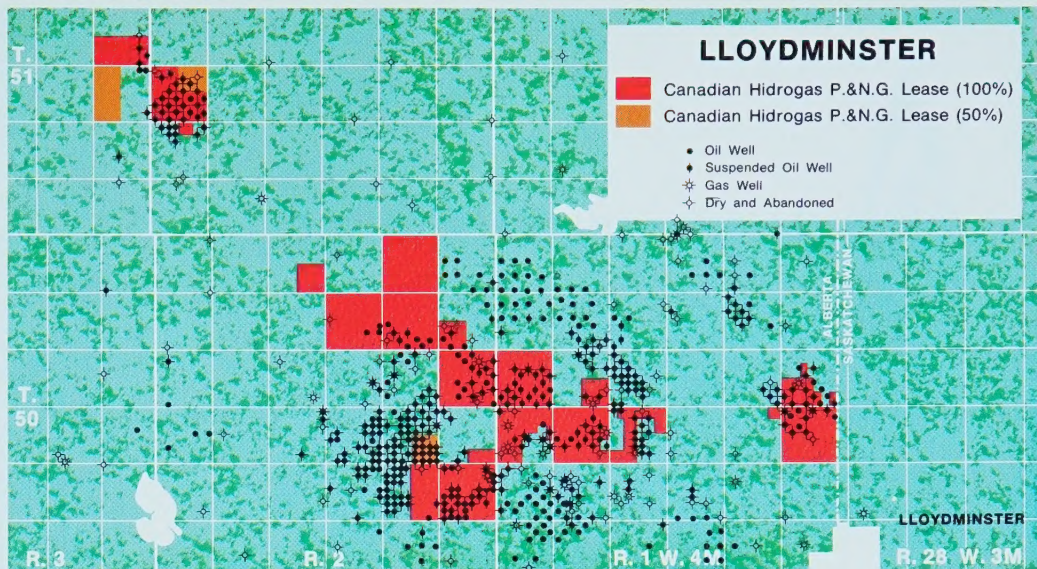 LLOYDMINSTER
Canadian Hidrogas P.&N.G. Lease (100%)
Canadian Hidrogas P.&N.G. Lease (50%)
Oil Well
Suspended Oil Well
Gas Well
Dry and Abandoned
T.
51
ALBERTA
SASKATCHEWAN
T.
50
LLOYDMINSTER
R. 3
R. 2
R. 1 W. 4M
R. 28 W. 3M